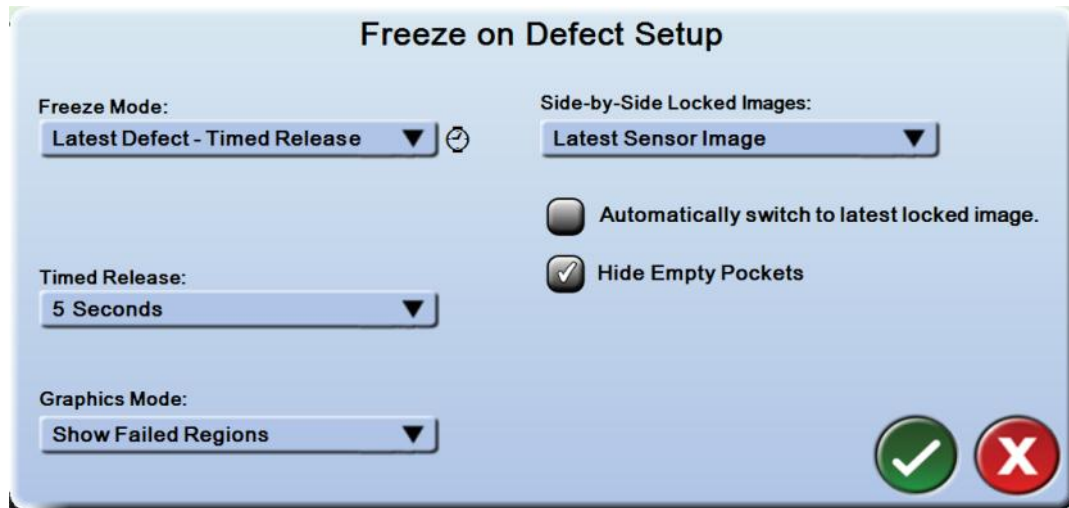 Freeze on Defect Setup
Freeze Mode:
Latest Defect - Timed Release
Side-by-Side Locked Images:
Latest Sensor Image
Automatically switch to latest locked image.
Hide Empty Pockets
Timed Release:
5 Seconds
Graphics Mode:
Show Failed Regions